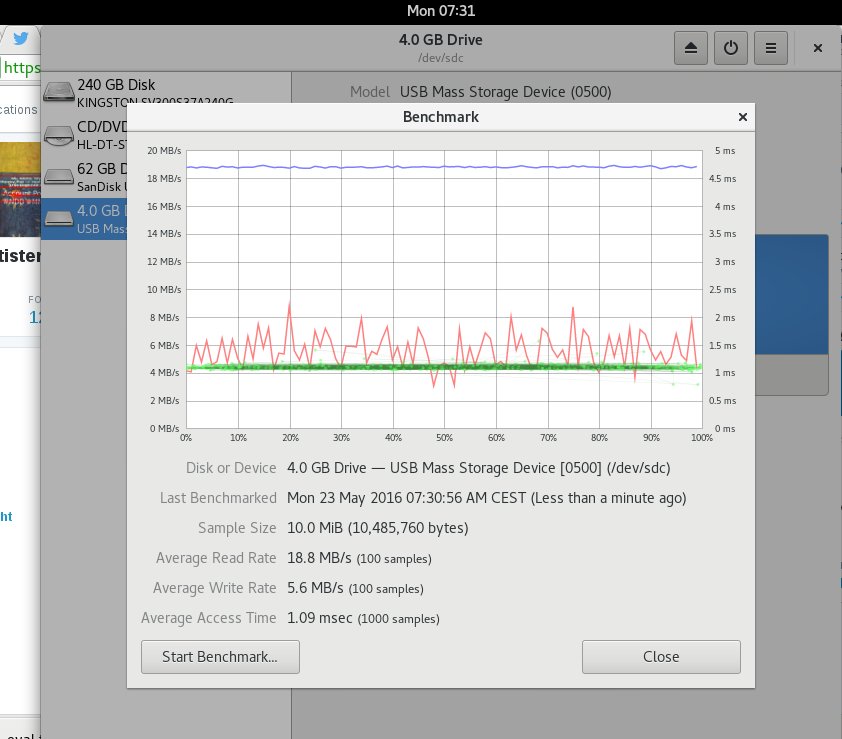 Mon 07:31
https
cations
tister
FO
ht
4.0 GB Drive
/dev/sdc
240 GB Disk
KINGSTON SV300S37A240G
CD/DVD
HL-DT-ST
62 GB D
SanDisk U
4.0 GB D
USB Mass
Model USB Mass Storage Device (0500)
Benchmark
20 MB/s 5 ms
18 MB/s 4.5 ms
16 MB/s 4 ms
14 MB/s 3.5 ms
12 MB/s 3 ms
10 MB/s 2.5 ms
8 MB/s 2 ms
6 MB/s 1.5 ms
4 MB/s 1 ms
2 MB/s 0.5 ms
0 MB/s 0 ms
0% 10% 20% 30% 40% 50% 60% 70% 80% 90% 100%
Disk or Device 4.0 GB Drive — USB Mass Storage Device [0500] (/dev/sdc)
Last Benchmarked Mon 23 May 2016 07:30:56 AM CEST (Less than a minute ago)
Sample Size 10.0 MiB (10,485,760 bytes)
Average Read Rate 18.8 MB/s (100 samples)
Average Write Rate 5.6 MB/s (100 samples)
Average Access Time 1.09 msec (1000 samples)
Start Benchmark... Close